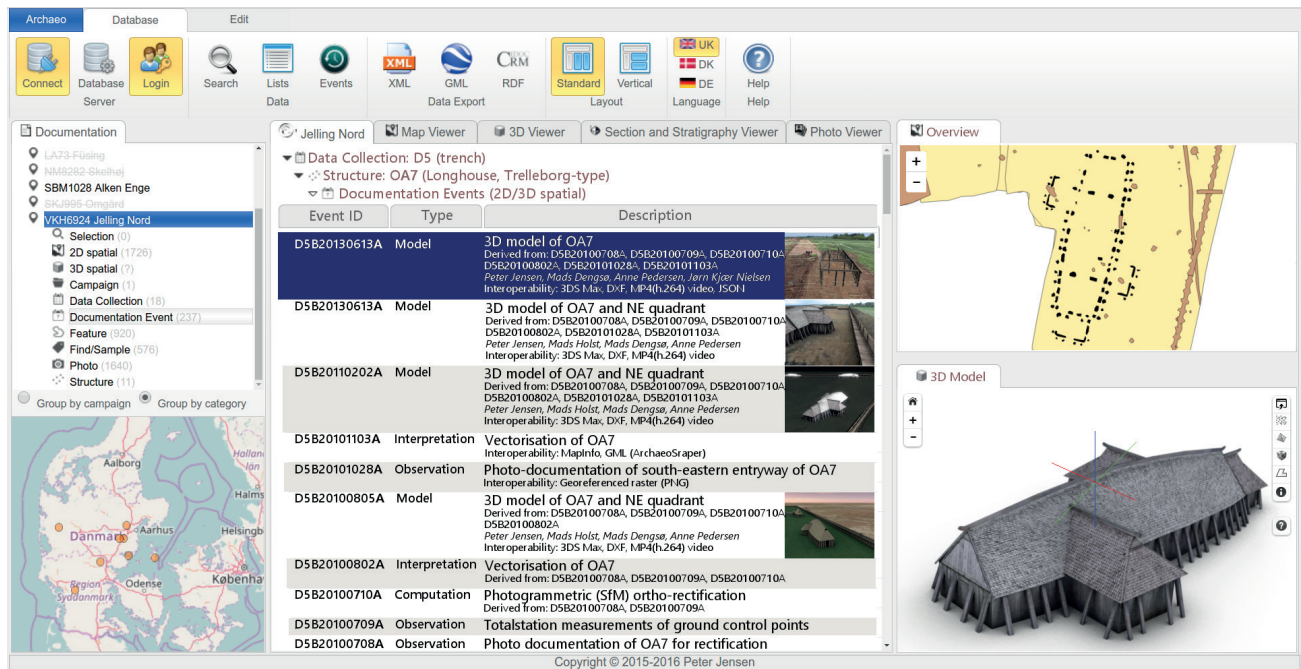 Archaeo Database Edit
Connect Database Login Search Lists Events XML GML RDF Standard Vertical UK DK DE Help
Server Data Data Export Layout Language Help
XML CIDOC CRM
Documentation
LA73 Füsing
NM8282 Skelhøj
SBM1028 Alken Enge
SKJ995 Omgård
VKH6924 Jelling Nord
Selection (0)
2D spatial (1726)
3D spatial (?)
Campaign (1)
Data Collection (18)
Documentation Event (237)
Feature (920)
Find/Sample (576)
Photo (1640)
Structure (11)
Group by campaign Group by category
Aalborg
Hallands
län
Halms
Danmark Aarhus Helsingb
Region Syddanmark Odense Københa
Jelling Nord Map Viewer 3D Viewer Section and Stratigraphy Viewer Photo Viewer
Data Collection: D5 (trench)
Structure: OA7 (Longhouse, Trelleborg-type)
Documentation Events (2D/3D spatial)
Event ID Type Description
D5B20130613A Model 3D model of OA7
Derived from: D5B20100708A, D5B20100709A, D5B20100710A
D5B20100802A, D5B20101028A, D5B20101103A
Peter Jensen, Mads Dengsø, Anne Pedersen, Jørn Kjær Nielsen
Interoperability: 3DS Max, DXF, MP4(h.264) video, JSON
D5B20130613A Model 3D model of OA7 and NE quadrant
Derived from: D5B20100708A, D5B20100709A, D5B20100710A
D5B20100802A, D5B20101028A, D5B20101103A
Peter Jensen, Mads Holst, Mads Dengsø, Anne Pedersen
Interoperability: 3DS Max, DXF, MP4(h.264) video
D5B20110202A Model 3D model of OA7 and NE quadrant
Derived from: D5B20100708A, D5B20100709A, D5B20100710A
D5B20100802A, D5B20101028A, D5B20101103A
Peter Jensen, Mads Holst, Mads Dengsø, Anne Pedersen
Interoperability: 3DS Max, DXF, MP4(h.264) video
D5B20101103A Interpretation Vectorisation of OA7
Interoperability: MapInfo, GML (ArchaeoSraper)
D5B20101028A Observation Photo-documentation of south-eastern entryway of OA7
Interoperability: Georeferenced raster (PNG)
D5B20100805A Model 3D model of OA7 and NE quadrant
Derived from: D5B20100708A, D5B20100709A, D5B20100710A
D5B20100802A
Peter Jensen, Mads Holst, Mads Dengsø, Anne Pedersen
Interoperability: 3DS Max, DXF, MP4(h.264) video
D5B20100802A Interpretation Vectorisation of OA7
Derived from: D5B20100708A, D5B20100709A, D5B20100710A
D5B20100710A Computation Photogrammetric (SfM) ortho-rectification
Derived from: D5B20100708A, D5B20100709A
D5B20100709A Observation Totalstation measurements of ground control points
D5B20100708A Observation Photo documentation of OA7 for rectification
Overview
3D Model
Copyright © 2015-2016 Peter Jensen